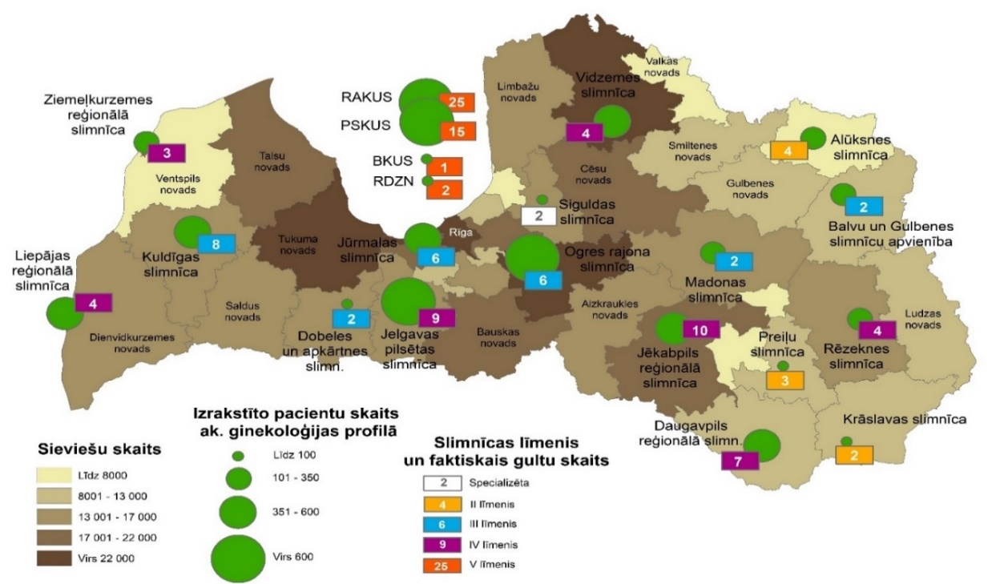 Ziemeļkurzemes
reģionālā
slimnīca
3
Ventspils
novads
Talsu
novads
RAKUS
25
PSKUS
15
BKUS
1
RDZN
2
Limbažu
novads
Vidzemes
slimnīca
4
Valkas
novads
Smiltenes
novads
Alūksnes
slimnīca
4
Cēsu
novads
Gulbenes
novads
2
Balvu un Gulbenes
slimnīcu apvienība
Siguldas
slimnīca
2
Liepājas
reģionālā
slimnīca
4
Kuldīgas
slimnīca
8
Tukuma
novads
Jūrmalas
slimnīca
6
Rīga
Ogres rajona
slimnīca
6
Madonas
slimnīca
2
Dienvidkurzemes
novads
Saldus
novads
2
Dobeles
un apkārtnes
slimn.
9
Jelgavas
pilsētas
slimnīca
Bauskas
novads
Aizkraukles
novads
10
Jēkabpils
reģionālā
slimnīca
Preiļu
slimnīca
3
4
Rēzeknes
slimnīca
Ludzas
novads
Daugavpils
reģionālā slimn.
7
Krāslavas slimnīca
2
Sieviešu skaits
Līdz 8000
8001 - 13 000
13 001 - 17 000
17 001 - 22 000
Virs 22 000
Izrakstīto pacientu skaits
ak. ginekoloģijas profilā
Līdz 100
101 - 350
351 - 600
Virs 600
Slimnīcas līmenis
un faktiskais gultu skaits
2 Specializēta
4 II līmenis
6 III līmenis
9 IV līmenis
25 V līmenis